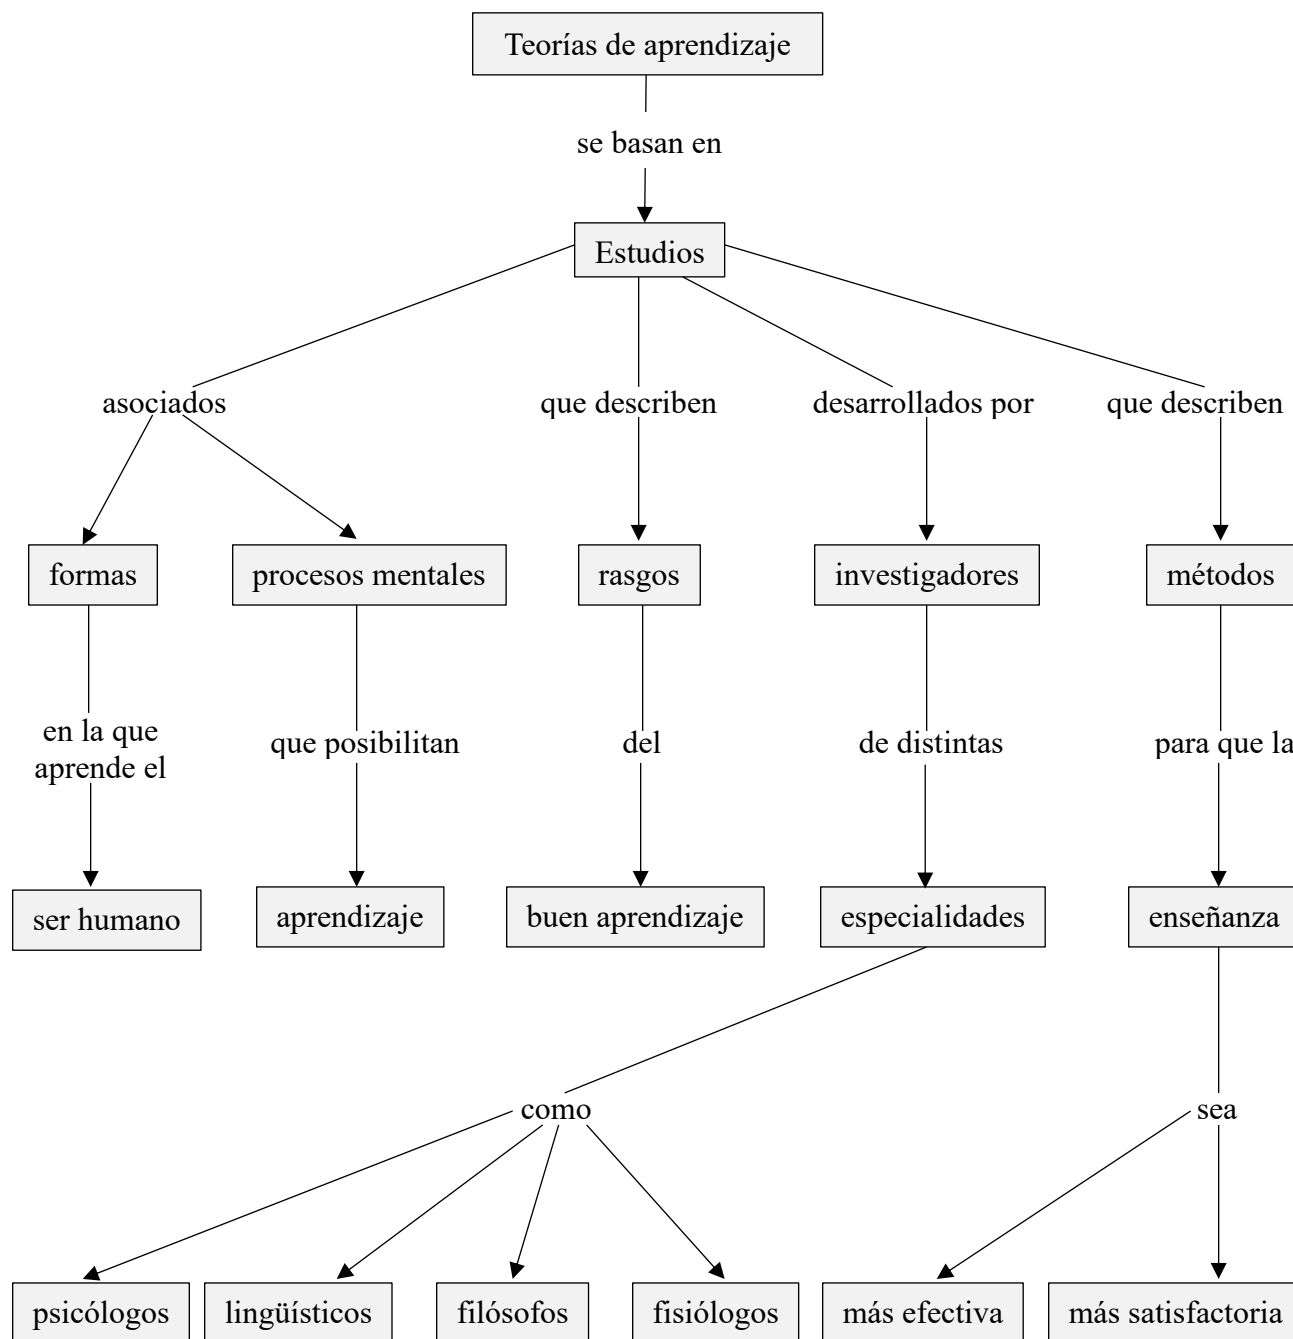 Teorías de aprendizaje
se basan en
Estudios
asociados
que describen
desarrollados por
que describen
formas
procesos mentales
rasgos
investigadores
métodos
en la que
aprende el
que posibilitan
del
de distintas
para que la
ser humano
aprendizaje
buen aprendizaje
especialidades
enseñanza
como
sea
psicólogos
lingüísticos
filósofos
fisiólogos
más efectiva
más satisfactoria